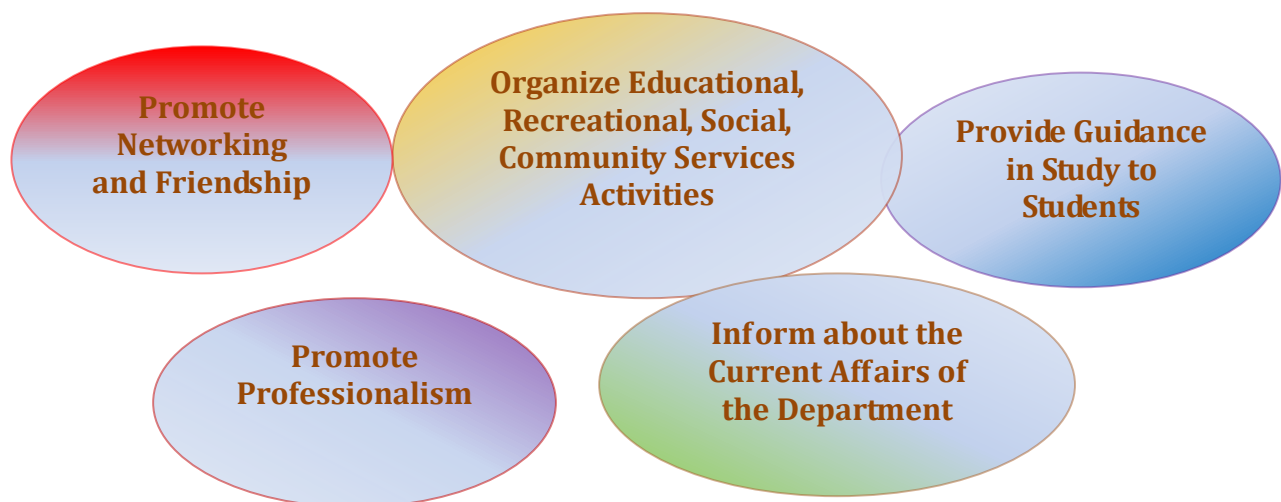 Promote
Networking
and Friendship
Organize Educational,
Recreational, Social,
Community Services
Activities
Provide Guidance
in Study to
Students
Promote
Professionalism
Inform about the
Current Affairs of
the Department